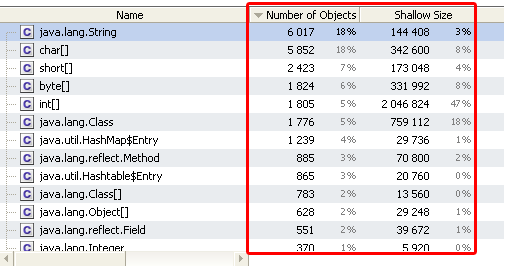 Name Number of Objects Shallow Size
C java.lang.String 6 017 18% 144 408 3%
C char[] 5 852 18% 342 600 8%
C short[] 2 423 7% 173 048 4%
C byte[] 1 824 6% 331 992 8%
C int[] 1 805 5% 2 046 824 47%
C java.lang.Class 1 776 5% 759 112 18%
C java.util.HashMap$Entry 1 239 4% 29 736 1%
C java.lang.reflect.Method 885 3% 70 800 2%
C java.util.Hashtable$Entry 865 3% 20 760 0%
C java.lang.Class[] 783 2% 13 560 0%
C java.lang.Object[] 628 2% 29 248 1%
C java.lang.reflect.Field 551 2% 39 672 1%
C java.lang.Integer 370 1% 5 920 0%